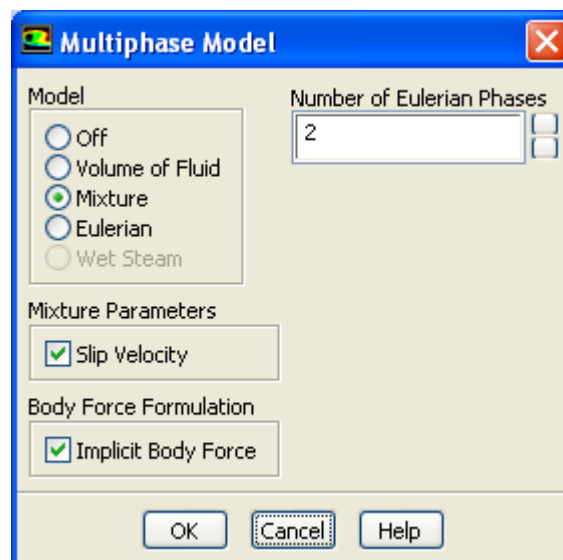 Multiphase Model
Model
Off
Volume of Fluid
Mixture
Eulerian
Wet Steam
Number of Eulerian Phases
2
Mixture Parameters
Slip Velocity
Body Force Formulation
Implicit Body Force
OK Cancel Help